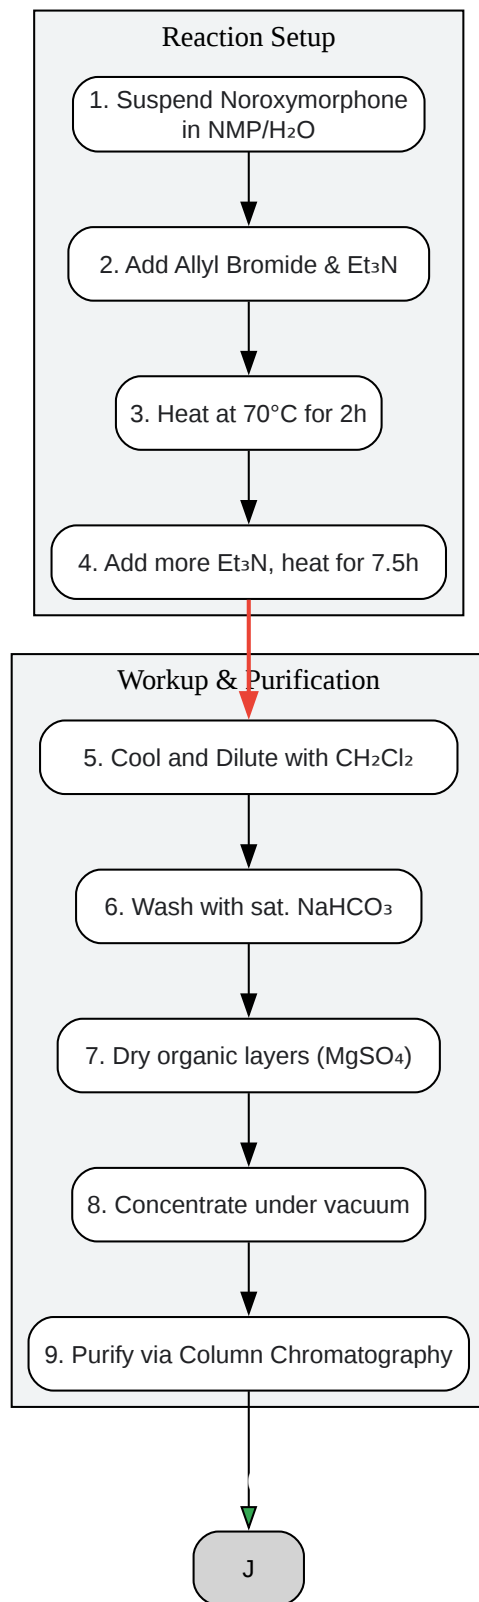 Reaction Setup
1. Suspend Noroxymorphone
in NMP/H₂O
2. Add Allyl Bromide & Et₃N
3. Heat at 70°C for 2h
4. Add more Et₃N, heat for 7.5h
Workup & Purification
5. Cool and Dilute with CH₂Cl₂
6. Wash with sat. NaHCO₃
7. Dry organic layers (MgSO₄)
8. Concentrate under vacuum
9. Purify via Column Chromatography
J